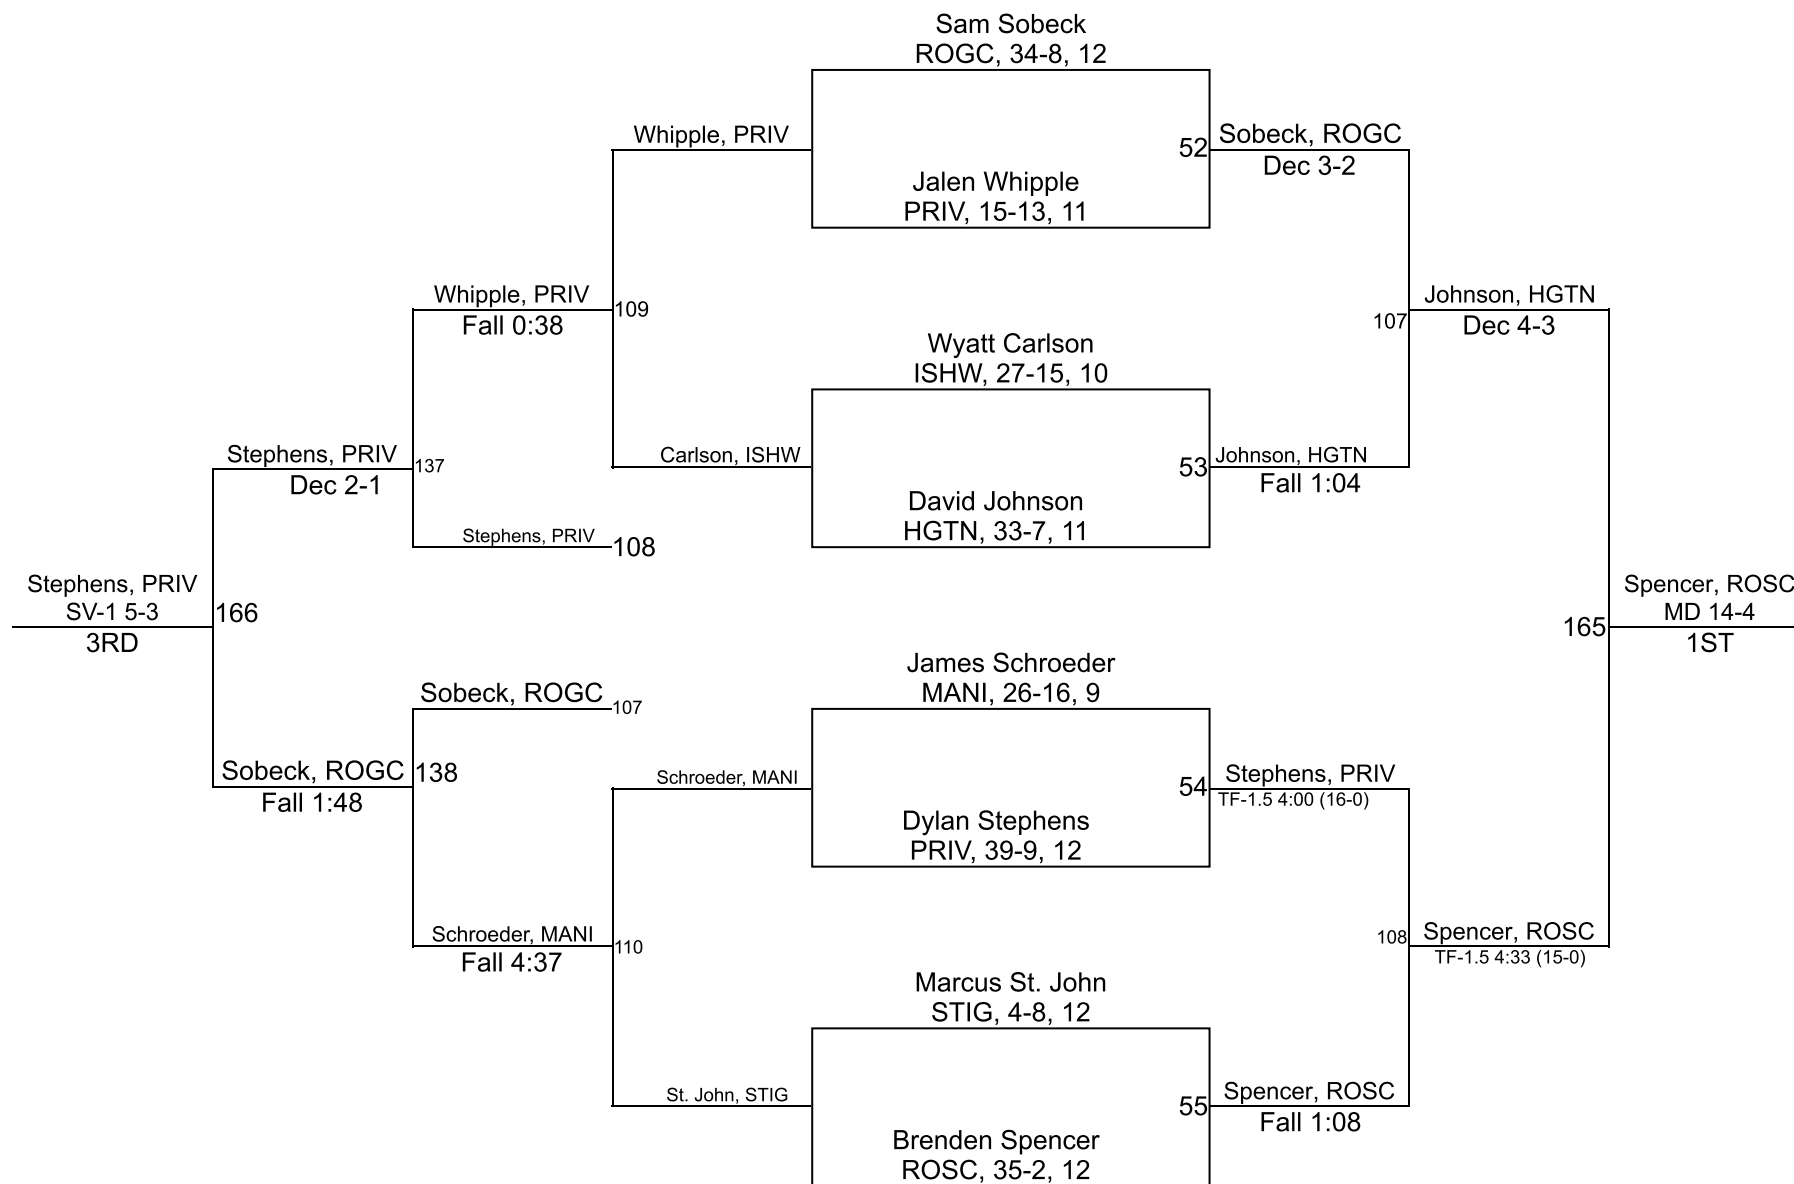 Sam Sobeck
ROGC, 34-8, 12
Whipple, PRIV
52
Sobeck, ROGC
Dec 3-2
Jalen Whipple
PRIV, 15-13, 11
Whipple, PRIV
Fall 0:38
109
Johnson, HGTN
107
Dec 4-3
Wyatt Carlson
ISHW, 27-15, 10
Stephens, PRIV
Dec 2-1
137
Carlson, ISHW
53
Johnson, HGTN
Fall 1:04
David Johnson
HGTN, 33-7, 11
Stephens, PRIV
108
Stephens, PRIV
SV-1 5-3
3RD
166
165
Spencer, ROSC
MD 14-4
1ST
James Schroeder
MANI, 26-16, 9
Sobeck, ROGC
107
Sobeck, ROGC
Fall 1:48
138
Schroeder, MANI
54
Stephens, PRIV
TF-1.5 4:00 (16-0)
Dylan Stephens
PRIV, 39-9, 12
Schroeder, MANI
Fall 4:37
110
108
Spencer, ROSC
TF-1.5 4:33 (15-0)
Marcus St. John
STIG, 4-8, 12
St. John, STIG
55
Spencer, ROSC
Fall 1:08
Brenden Spencer
ROSC, 35-2, 12